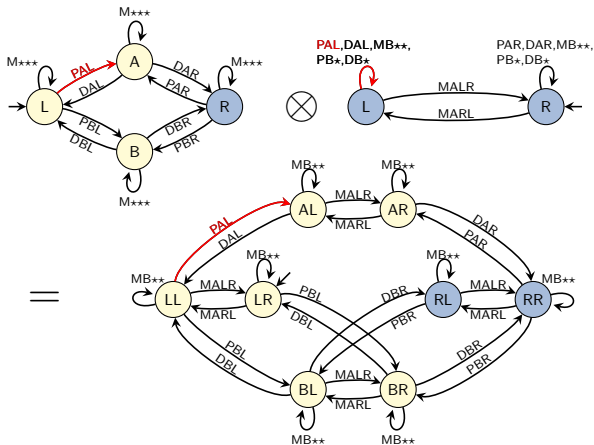 M⋆⋆⋆
M⋆⋆⋆ PAL A DAR M⋆⋆⋆
DAL PAR
L R
PBL DBR
DBL PBR
B
M⋆⋆⋆
⊗
PAL,DAL,MB⋆⋆,
PB⋆,DB⋆
PAR,DAR,MB⋆⋆,
PB⋆,DB⋆
L MALR R
MARL
=
MB⋆⋆ MB⋆⋆
AL MALR AR
MARL
PAL DAR
DAL PAR
MB⋆⋆ MB⋆⋆ MB⋆⋆ MB⋆⋆
LL MALR LR PBL DBR RL MALR RR
MARL DBL PBR MARL
PBL DBR
DBL PBR
BL MALR BR
MARL
MB⋆⋆ MB⋆⋆